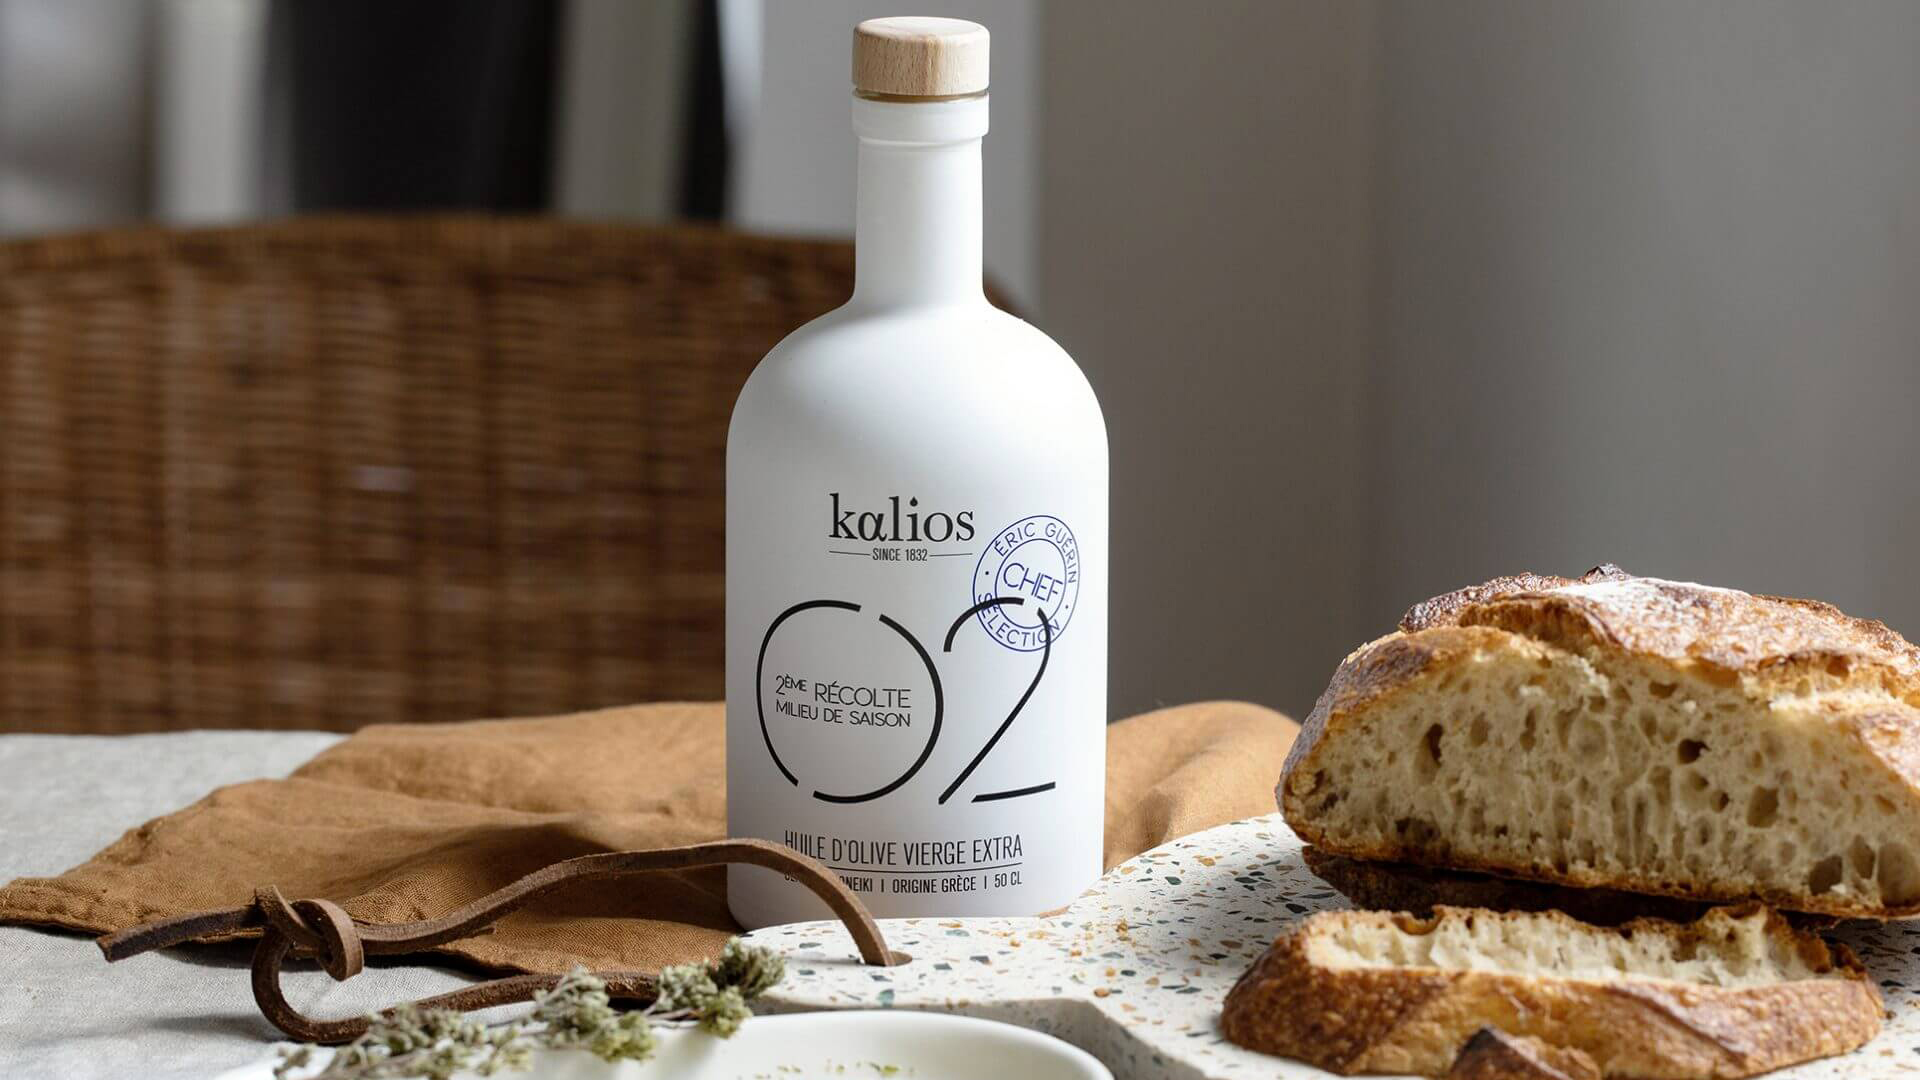 kalios
SINCE 1832
ÉRIC GUÉRIN
CHEF
SÉLECTION
02
2ÈME RÉCOLTE
MILIEU DE SAISON
HUILE D'OLIVE VIERGE EXTRA
ORIGINE GRÈCE | 50 CL